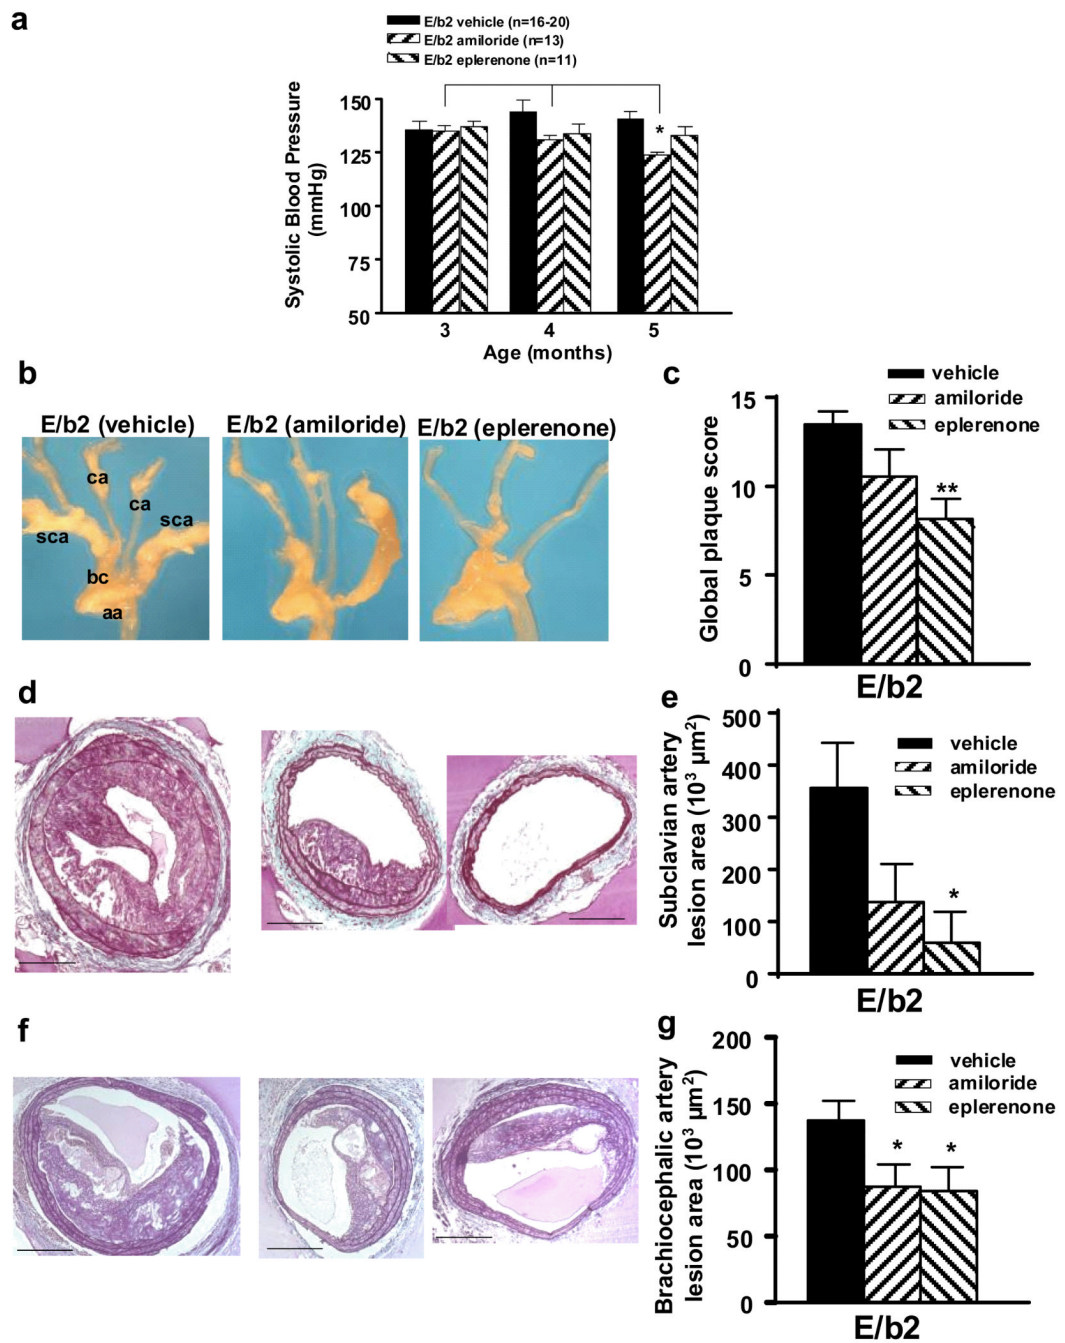 a
E/b2 vehicle (n=16-20)
E/b2 amiloride (n=13)
E/b2 eplerenone (n=11)
Systolic Blood Pressure
(mmHg)
150
125
100
75
50
*
3 4 5
Age (months)
b
E/b2 (vehicle) E/b2 (amiloride) E/b2 (eplerenone)
ca
ca
sca
sca
bc
aa
c
vehicle
amiloride
eplerenone
Global plaque score
15
10
5
0
**
E/b2
d
e
Subclavian artery
lesion area (10³ µm²)
500
400
300
200
100
0
vehicle
amiloride
eplerenone
*
E/b2
f
g
Brachiocephalic artery
lesion area (10³ µm²)
200
150
100
50
0
vehicle
amiloride
eplerenone
* *
E/b2